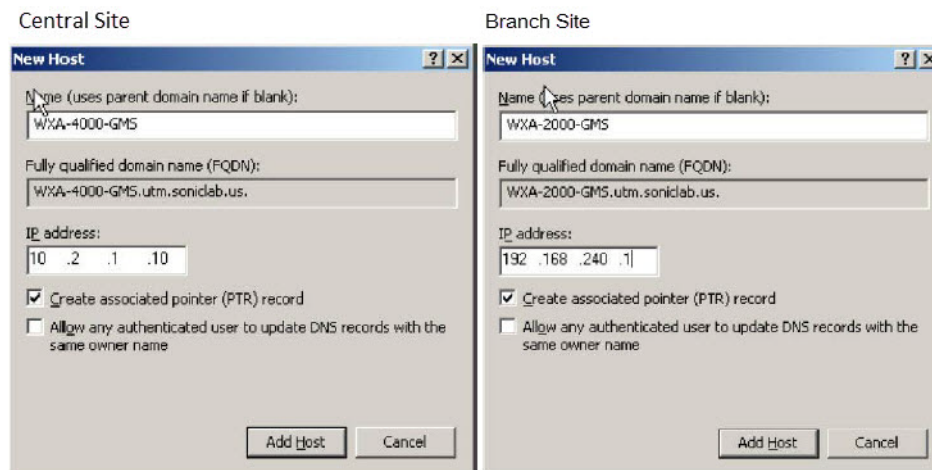 Central Site
New Host
Name (uses parent domain name if blank):
WXA-4000-GMS
Fully qualified domain name (FQDN):
WXA-4000-GMS.utm.soniclab.us.
IP address:
10 .2 .1 .10
Create associated pointer (PTR) record
Allow any authenticated user to update DNS records with the
same owner name
Add Host
Cancel
Branch Site
New Host
Name (uses parent domain name if blank):
WXA-2000-GMS
Fully qualified domain name (FQDN):
WXA-2000-GMS.utm.soniclab.us.
IP address:
192 .168 .240 .1
Create associated pointer (PTR) record
Allow any authenticated user to update DNS records with the
same owner name
Add Host
Cancel